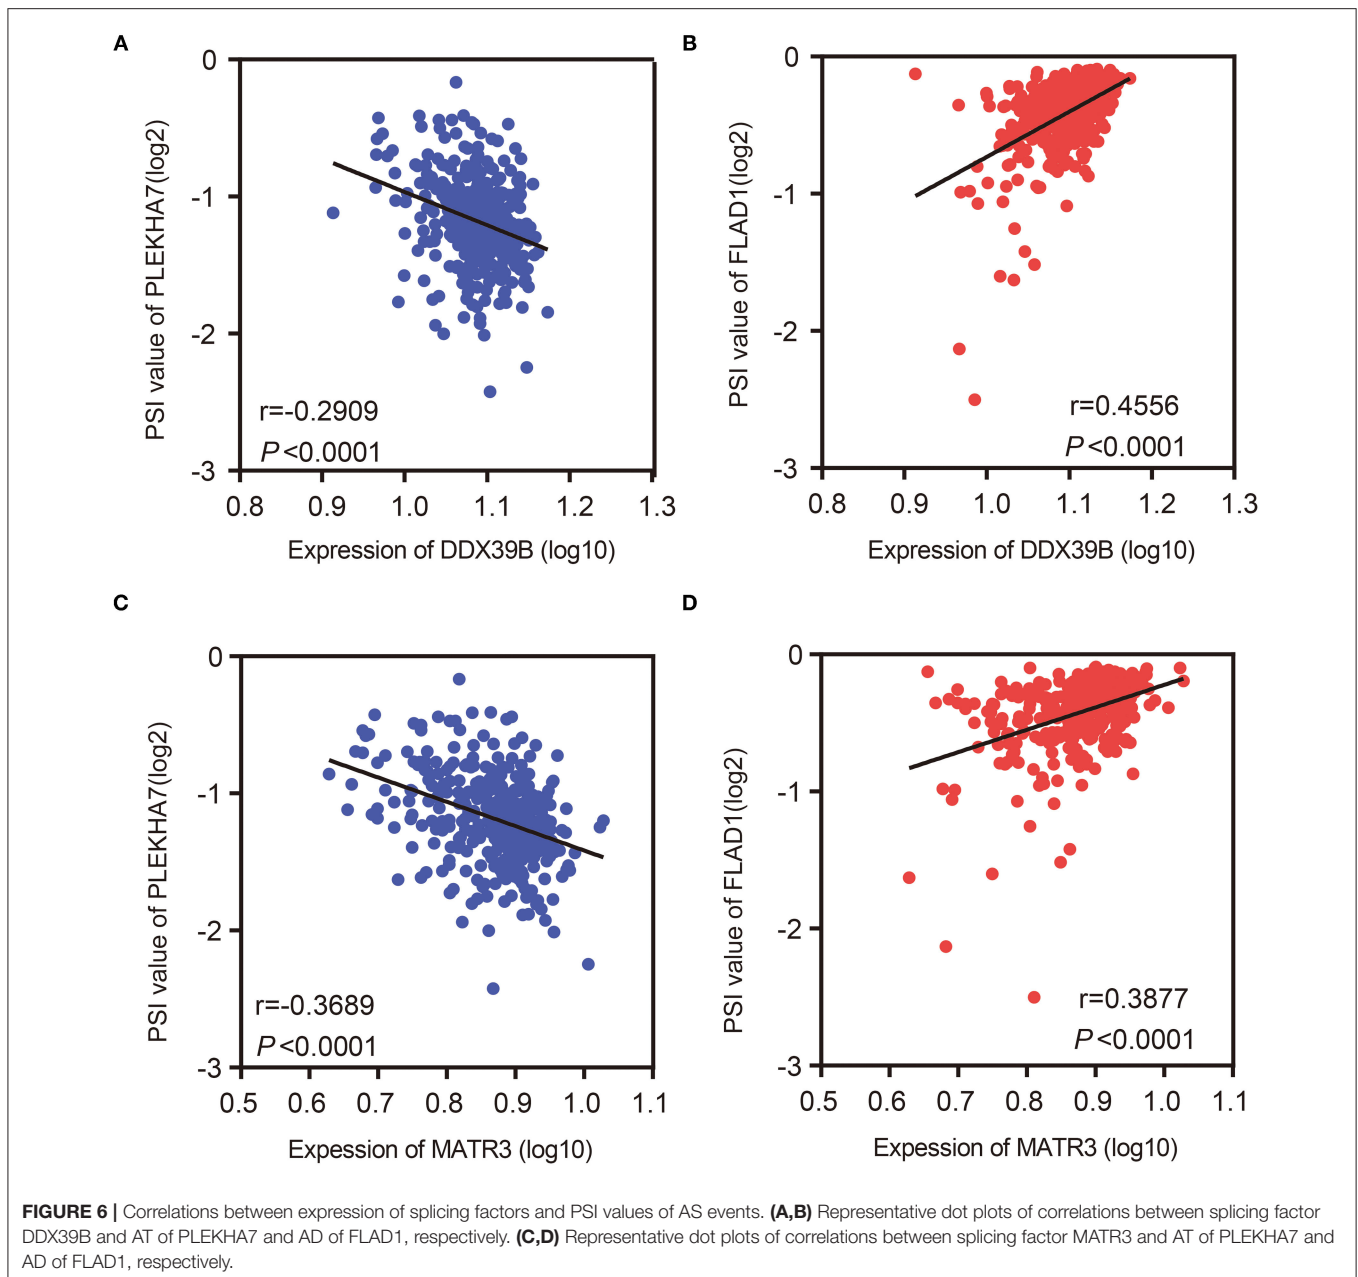 A
0
-1
-2
-3
PSI value of PLEKHA7(log2)
r=-0.2909
P<0.0001
0.8 0.9 1.0 1.1 1.2 1.3
Expression of DDX39B (log10)
B
0
-1
-2
-3
PSI value of FLAD1(log2)
r=0.4556
P<0.0001
0.8 0.9 1.0 1.1 1.2 1.3
Expression of DDX39B (log10)
C
0
-1
-2
-3
PSI value of PLEKHA7(log2)
r=-0.3689
P<0.0001
0.5 0.6 0.7 0.8 0.9 1.0 1.1
Expession of MATR3 (log10)
D
0
-1
-2
-3
PSI value of FLAD1(log2)
r=0.3877
P<0.0001
0.5 0.6 0.7 0.8 0.9 1.0 1.1
Expession of MATR3 (log10)
FIGURE 6 | Correlations between expression of splicing factors and PSI values of AS events. (A,B) Representative dot plots of correlations between splicing factor
DDX39B and AT of PLEKHA7 and AD of FLAD1, respectively. (C,D) Representative dot plots of correlations between splicing factor MATR3 and AT of PLEKHA7 and
AD of FLAD1, respectively.